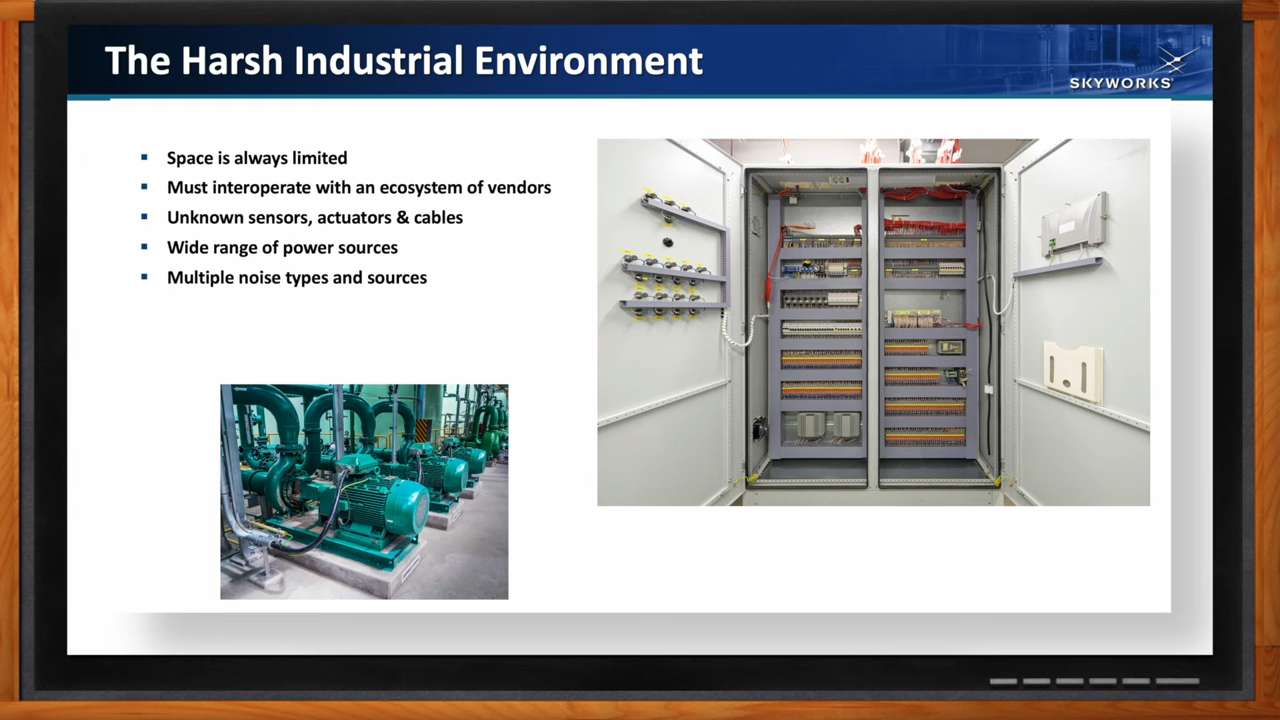 The Harsh Industrial Environment
SKYWORKS
Space is always limited
Must interoperate with an ecosystem of vendors
Unknown sensors, actuators & cables
Wide range of power sources
Multiple noise types and sources